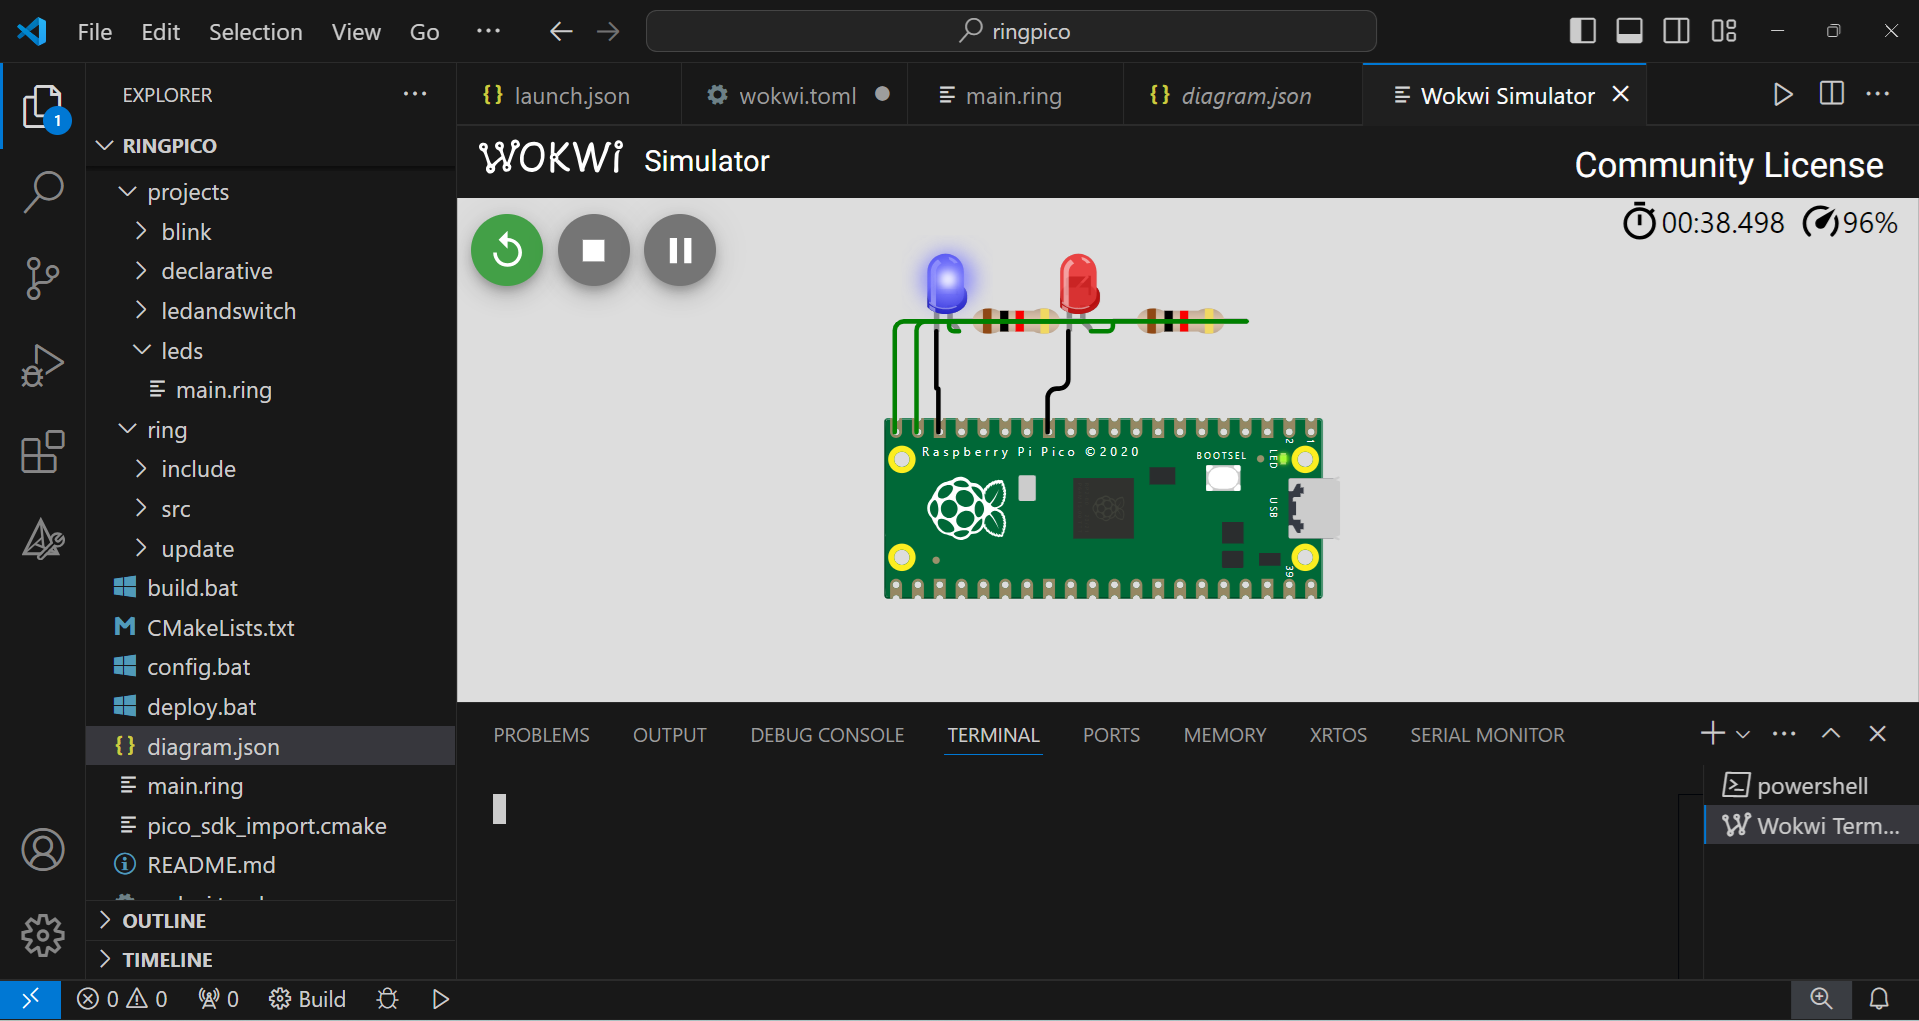 File Edit Selection View Go ··· ringpico
EXPLORER ···
launch.json wokwi.toml main.ring diagram.json Wokwi Simulator
RINGPICO
WOKWi Simulator Community License
projects
blink
declarative
ledandswitch
leds
main.ring
ring
include
src
update
build.bat
CMakeLists.txt
config.bat
deploy.bat
diagram.json
main.ring
pico_sdk_import.cmake
README.md
OUTLINE
TIMELINE
00:38.498 96%
2 1
Raspberry Pi Pico ©2020
BOOTSEL
LED
USB
39
PROBLEMS OUTPUT DEBUG CONSOLE TERMINAL PORTS MEMORY XRTOS SERIAL MONITOR
powershell
Wokwi Term...
1
0 0 0 Build